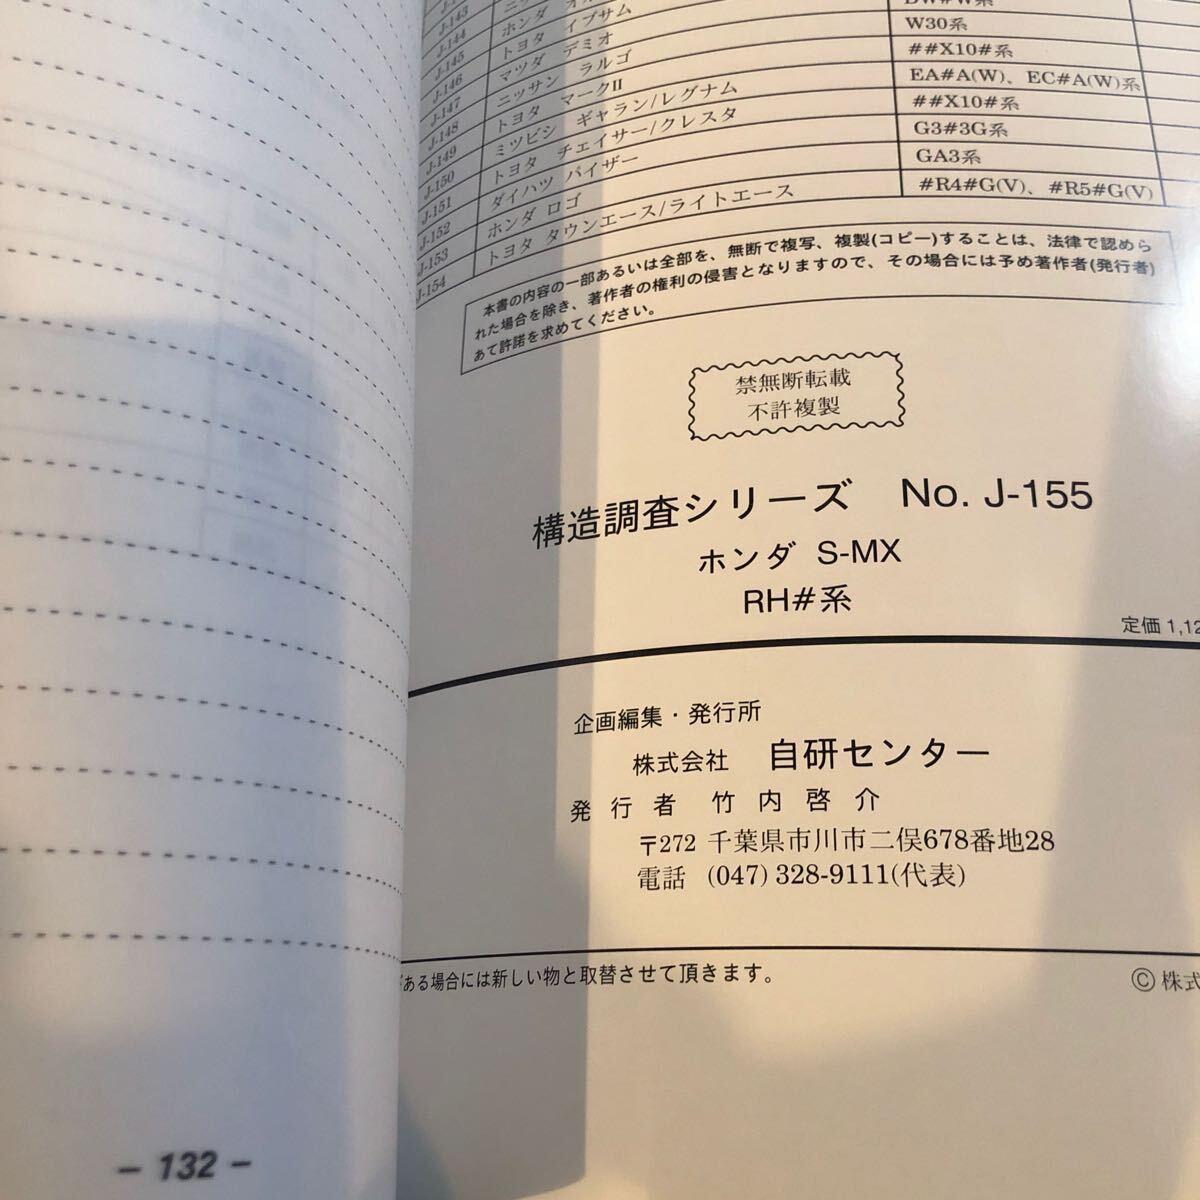 J-143
J-144
J-145 トヨタ イプサム W30系
J-146 マツダ デミオ
J-147 ニッサン ラルゴ
J-148 トヨタ マークII ##X10#系
J-149 ミツビシ ギャラン/レグナム EA#A(W)、EC#A(W)系
J-150 トヨタ チェイサー/クレスタ ##X10#系
J-151 ダイハツ パイザー G3#3G系
J-152 ホンダ ロゴ GA3系
J-153 トヨタ タウンエース/ライトエース #R4#G(V)、#R5#G(V)
J-154
本書の内容の一部あるいは全部を、無断で複写、複製(コピー)することは、法律で認めら
れた場合を除き、著作者の権利の侵害となりますので、その場合には予め著作者(発行者)
あて許諾を求めてください。
禁無断転載
不許複製
構造調査シリーズ No. J-155
ホンダ S-MX
RH#系
定価1,12
企画編集・発行所
株式会社 自研センター
発行者 竹内啓介
〒272 千葉県市川市二俣678番地28
電話 (047) 328-9111(代表)
ある場合には新しい物と取替させて頂きます。
© 株式
- 132 -